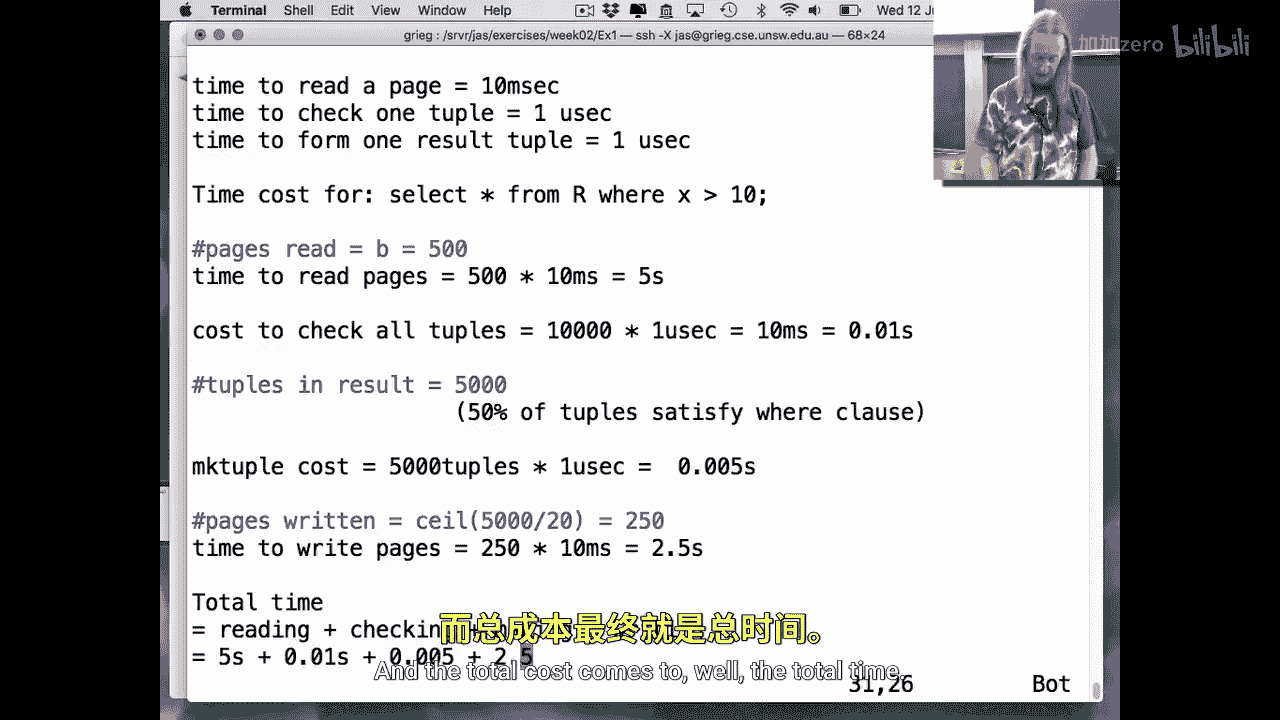 Terminal Shell Edit View Window Help Wed 12 Ju
grieg : /srvr/jas/exercises/week02/Ex1 — ssh -X jas@grieg.cse.unsw.edu.au — 68×24
加加zero bilibili
time to read a page = 10msec
time to check one tuple = 1 usec
time to form one result tuple = 1 usec
Time cost for: select * from R where x > 10;
#pages read = b = 500
time to read pages = 500 * 10ms = 5s
cost to check all tuples = 10000 * 1usec = 10ms = 0.01s
#tuples in result = 5000
(50% of tuples satisfy where clause)
mktuple cost = 5000tuples * 1usec = 0.005s
#pages written = ceil(5000/20) = 250
time to write pages = 250 * 10ms = 2.5s
Total time
= reading + checkin
= 5s + 0.01s + 0.005 + 2 5
而总成本最终就是总时间。
And the total cost comes to, well, the total time.
31,26 Bot